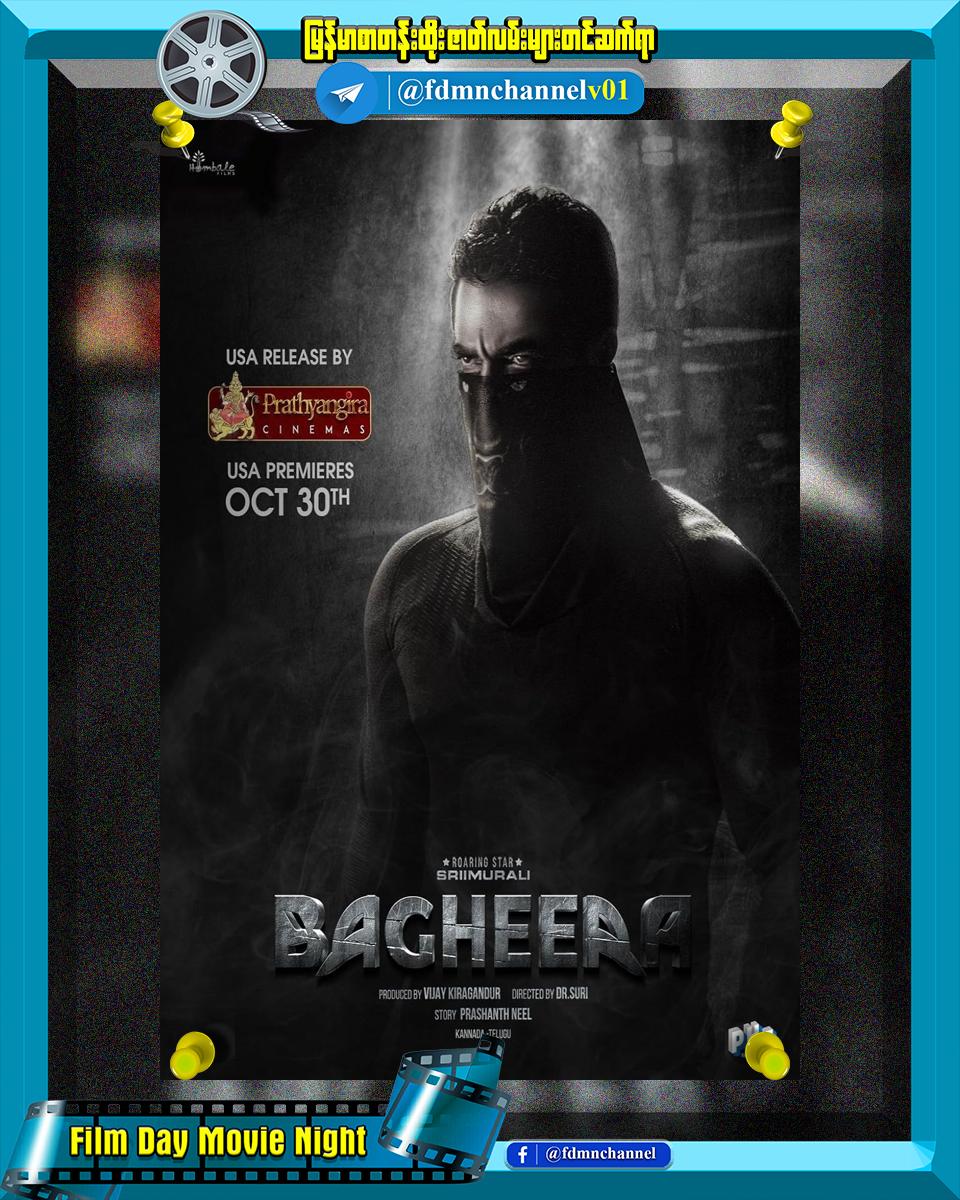 မြန်မာစာတန်းထိုးဇာတ်လမ်းများတင်ဆက်ရာ
@fdmnchannelv01
Hombale
FILMS
USA RELEASE BY
Prathyangira
CINEMAS
USA PREMIERES
OCT 30TH
★ROARING STAR★
SRIIMURALI
BAGHEERA
PRODUCED BY VIJAY KIRAGANDUR DIRECTED BY DR.SURI
STORY PRASHANTH NEEL
KANNADA -TELUGU
Film Day Movie Night
@fdmnchannel